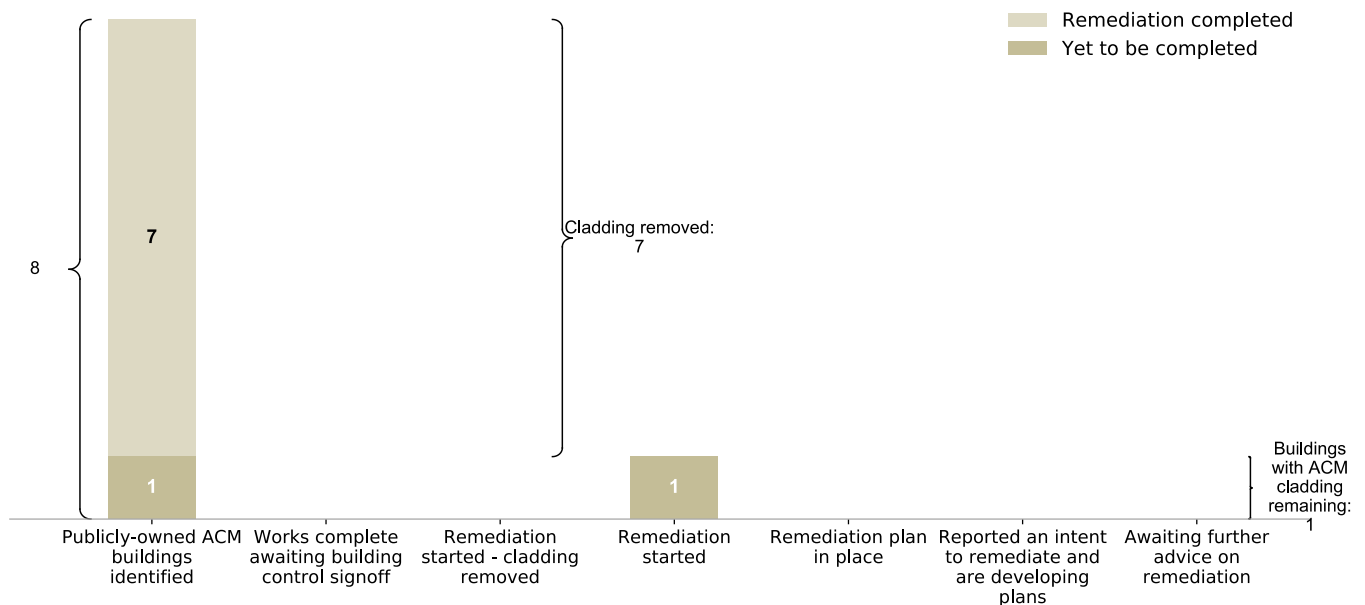 Remediation completed
Yet to be completed
8
7
1
Cladding removed:
7
1
Buildings
with ACM
cladding
remaining:
1
Publicly-owned ACM
buildings
identified
Works complete
awaiting building
control signoff
Remediation
started - cladding
removed
Remediation
started
Remediation plan
in place
Reported an intent
to remediate and
are developing
plans
Awaiting further
advice on
remediation